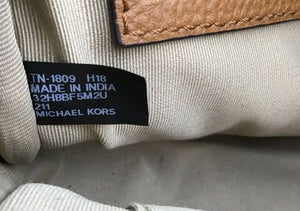 TN-1809 H18
MADE IN INDIA
32H8BF5M2U
211
MICHAEL KORS